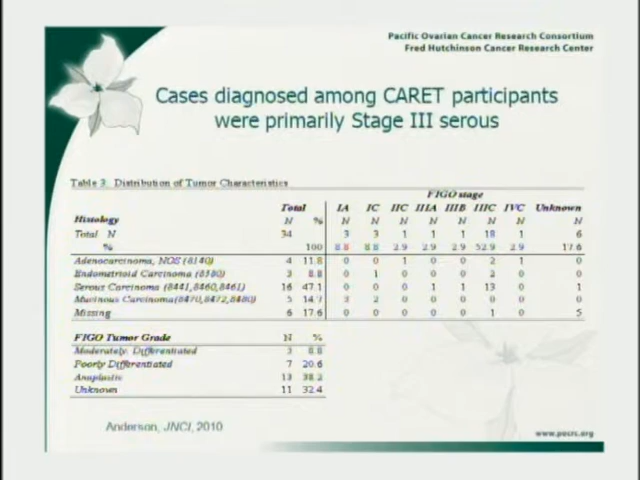 Pacific Ovarian Cancer Research Consortium
Fred Hutchinson Cancer Research Center
Cases diagnosed among CARET participants
were primarily Stage III serous
Table 3. Distribution of Tumor Characteristics
FIGO stage
Total IA IC IIC IIIA IIIB IIIC IVC Unknown
Histology N % N N N N N N N N
Total N 34 3 3 1 1 1 18 1 6
% 100 8.8 8.8 2.9 2.9 2.9 52.9 2.9 17.6
Adenocarcinoma, NOS (8140) 4 11.8 0 0 1 0 0 2 1 0
Endometrioid Carcinoma (8380) 3 8.8 0 1 0 0 0 2 0 0
Serous Carcinoma (8441,8460,8461) 16 47.1 0 0 0 1 1 13 0 1
Mucinous Carcinoma(8470,8472,8480) 5 14.7 3 2 0 0 0 0 0 0
Missing 6 17.6 0 0 0 0 0 1 0 5
FIGO Tumor Grade N %
Moderately Differentiated 3 8.8
Poorly Differentiated 7 20.6
Anaplastic 13 38.2
Unknown 11 32.4
Anderson, JNCI, 2010
www.pocrc.org